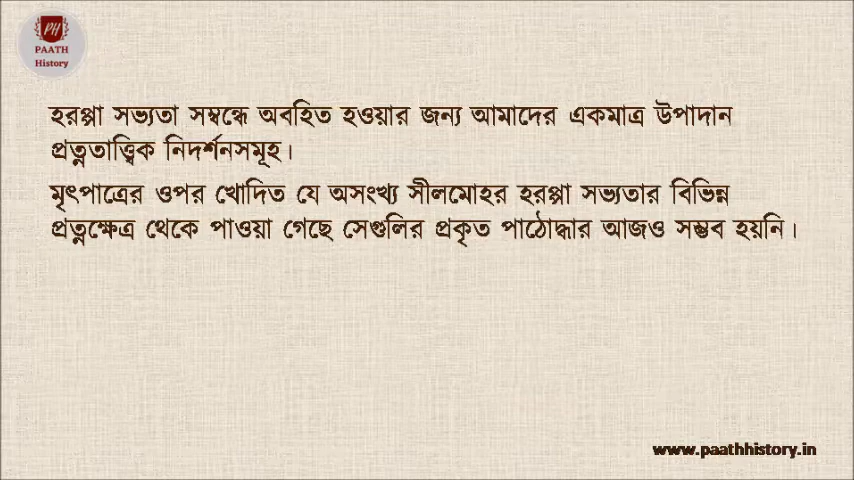 PH
PAATH
History
হরপ্পা সভ্যতা সম্বন্ধে অবহিত হওয়ার জন্য আমাদের একমাত্র উপাদান
প্রত্নতাত্ত্বিক নিদর্শনসমূহ।
মৃৎপাত্রের ওপর খোদিত যে অসংখ্য সীলমোহর হরপ্পা সভ্যতার বিভিন্ন
প্রত্নক্ষেত্র থেকে পাওয়া গেছে সেগুলির প্রকৃত পাঠোদ্ধার আজও সম্ভব হয়নি।
www.paathhistory.in